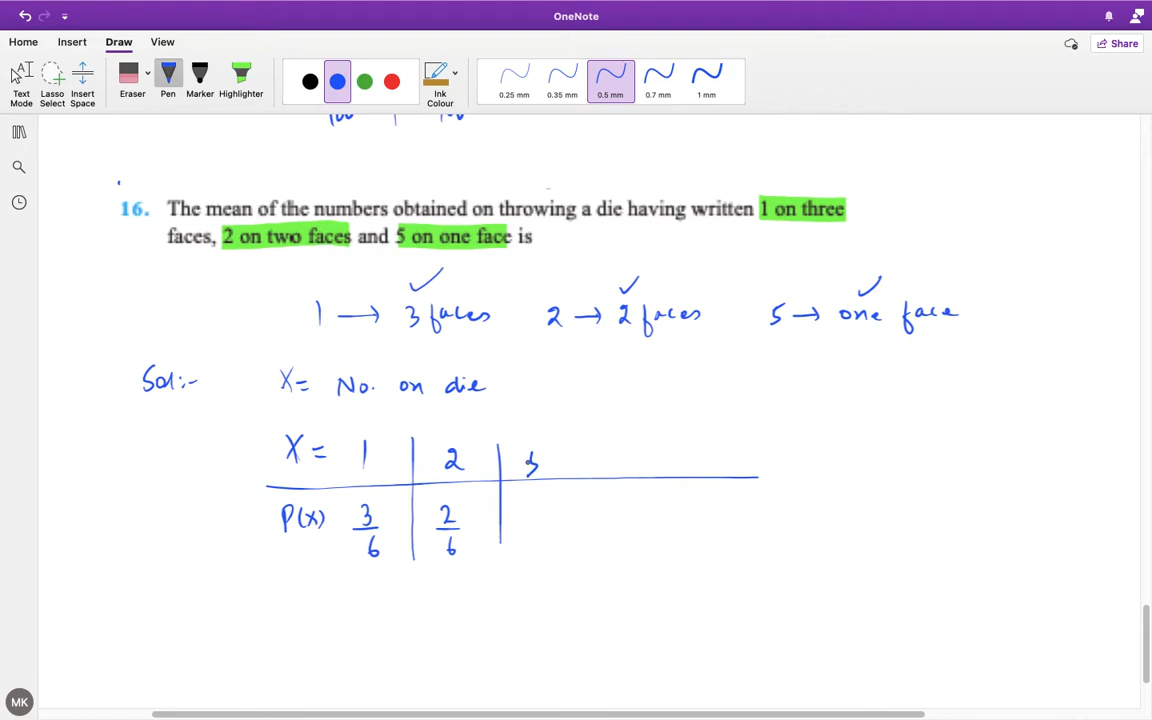 OneNote
Home Insert Draw View
Share
Text Mode
Lasso Select
Insert Space
Eraser
Pen
Marker
Highlighter
Ink Colour
0.25 mm
0.35 mm
0.5 mm
0.7 mm
1 mm
16. The mean of the numbers obtained on throwing a die having written 1 on three
faces, 2 on two faces and 5 on one face is
1 → 3 faces 2 → 2 faces 5 → one face
Sol:- X = No. on die
X = 1 | 2 | 3
P(X) 3/6 | 2/6 |
MK